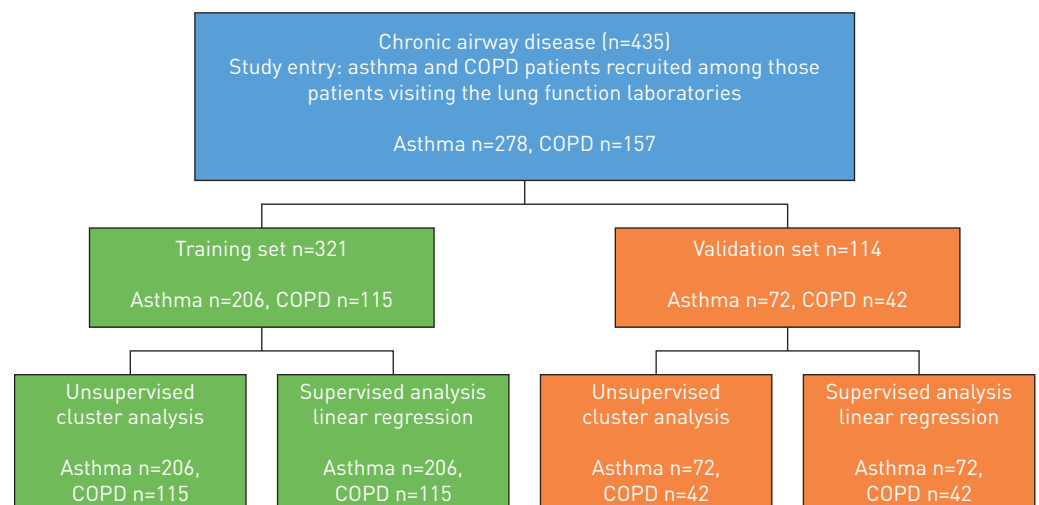 Chronic airway disease (n=435)
Study entry: asthma and COPD patients recruited among those
patients visiting the lung function laboratories
Asthma n=278, COPD n=157
Training set n=321
Asthma n=206, COPD n=115
Validation set n=114
Asthma n=72, COPD n=42
Unsupervised
cluster analysis
Asthma n=206,
COPD n=115
Supervised analysis
linear regression
Asthma n=206,
COPD n=115
Unsupervised
cluster analysis
Asthma n=72,
COPD n=42
Supervised analysis
linear regression
Asthma n=72,
COPD n=42